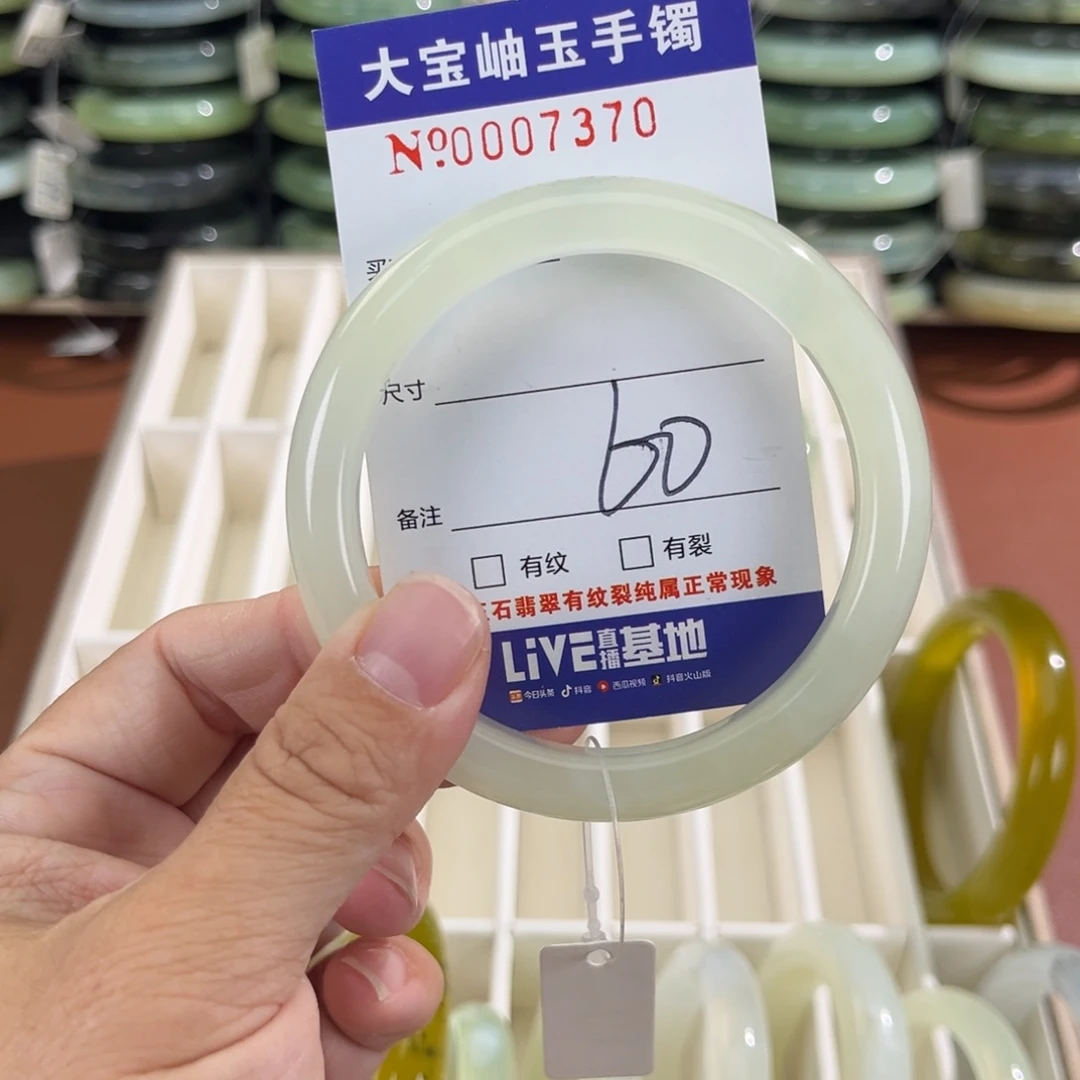 大宝岫玉手镯
Nº0007370
买
尺寸
60
备注
□ 有纹 □ 有裂
石翡翠有纹裂纯属正常现象
LiVE直播基地
今日头条 抖音 西瓜视频 抖音火山版